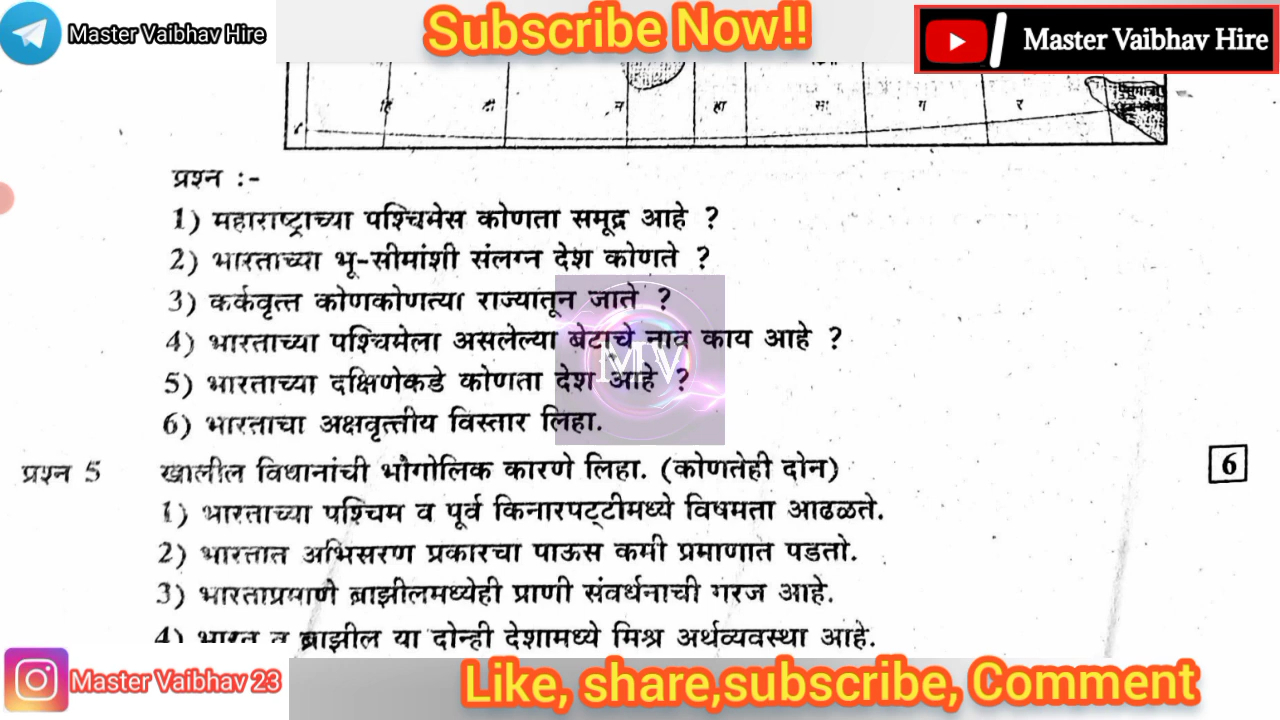 Master Vaibhav Hire
Subscribe Now!!
Master Vaibhav Hire
हि दी म हा सा ग र
प्रश्न :-
1) महाराष्ट्राच्या पश्चिमेस कोणता समूद्र आहे ?
2) भारताच्या भू-सीमांशी संलग्न देश कोणते ?
3) कर्कवृत्त कोणकोणत्या राज्यातून जाते ?
4) भारताच्या पश्चिमेला असलेल्या बेटाचे नाव काय आहे ?
5) भारताच्या दक्षिणेकडे कोणता देश आहे ?
MV
6) भारताचा अक्षवृत्तीय विस्तार लिहा.
प्रश्न 5 खालील विधानांची भौगोलिक कारणे लिहा. (कोणतेही दोन) 6
1) भारताच्या पश्चिम व पूर्व किनारपट्टीमध्ये विषमता आढळते.
2) भारतात अभिसरण प्रकारचा पाऊस कमी प्रमाणात पडतो.
3) भारताप्रमाणे ब्राझीलमध्येही प्राणी संवर्धनाची गरज आहे.
4) भारत व ब्राझील या दोन्ही देशामध्ये मिश्र अर्थव्यवस्था आहे.
Master Vaibhav 23
Like, share,subscribe, Comment